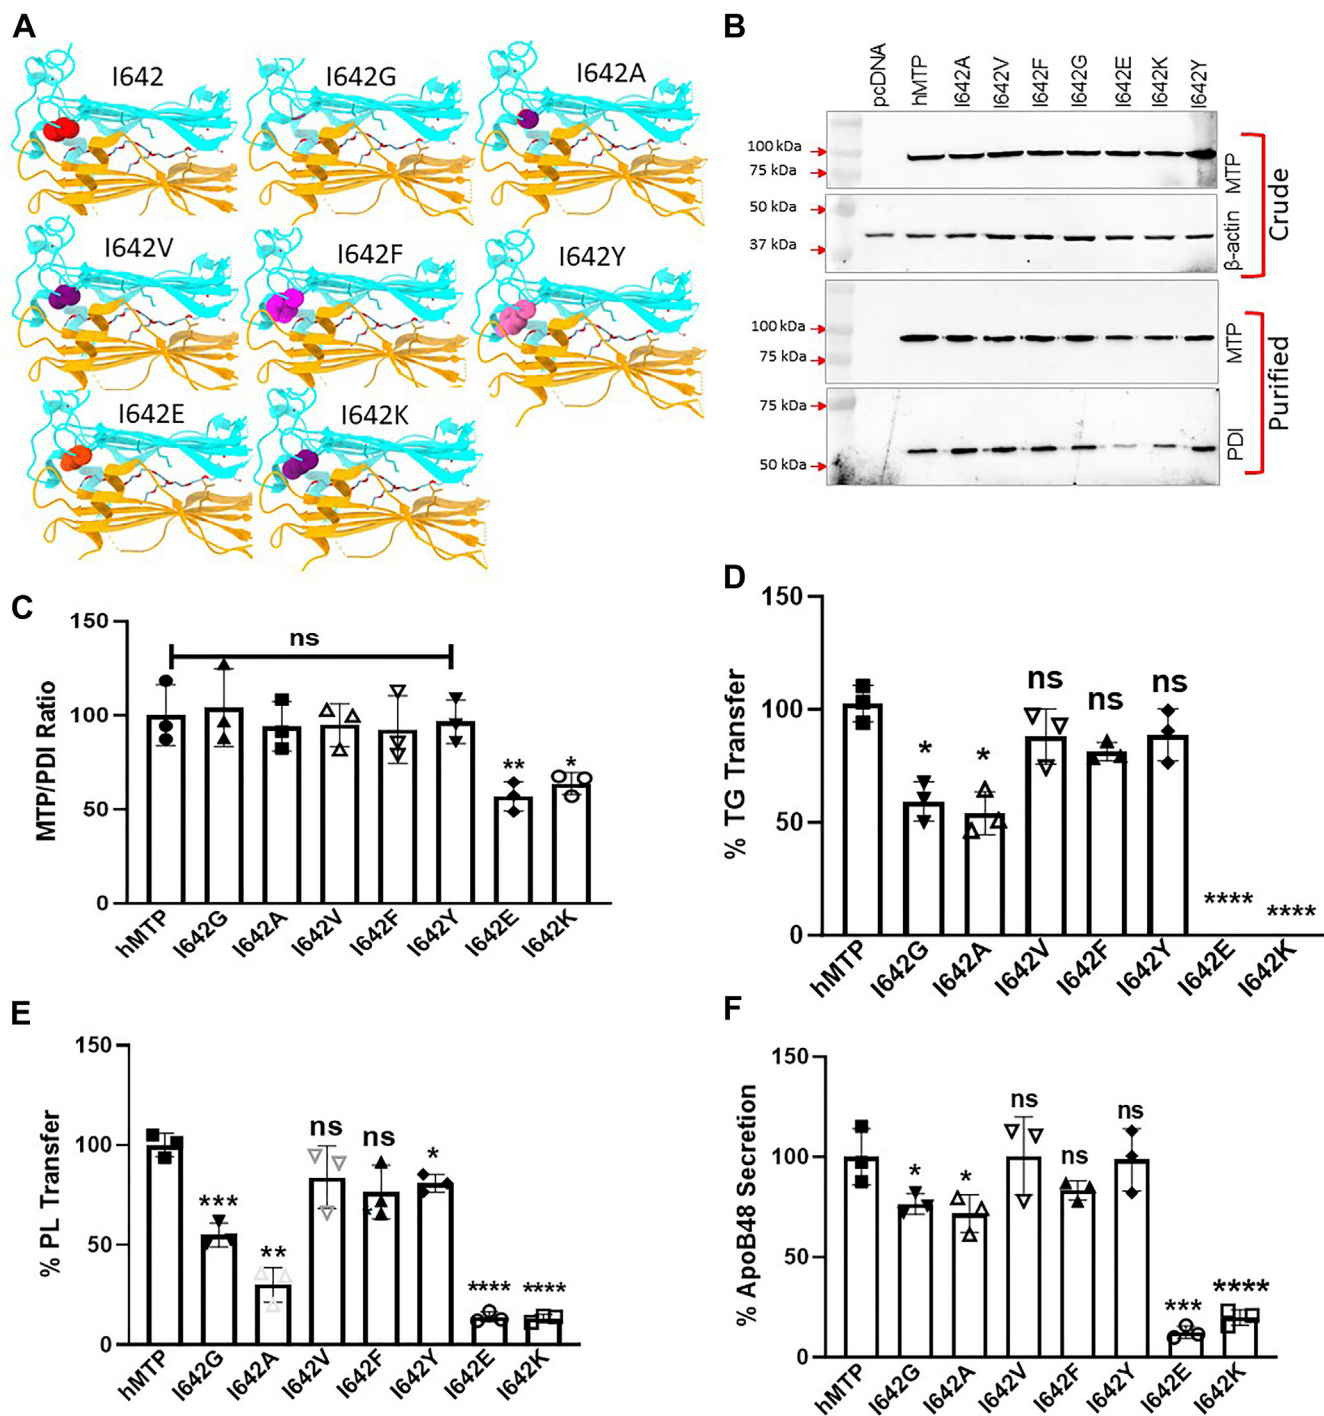 A
I642
I642G
I642A
I642V
I642F
I642Y
I642E
I642K
B
pcDNA
hMTP
I642A
I642V
I642F
I642G
I642E
I642K
I642Y
100 kDa
75 kDa
MTP
50 kDa
37 kDa
β-actin
Crude
100 kDa
75 kDa
MTP
75 kDa
50 kDa
PDI
Purified
C
MTP/PDI Ratio
150
100
50
0
ns
**
*
hMTP
I642G
I642A
I642V
I642F
I642Y
I642E
I642K
D
% TG Transfer
150
100
50
0
*
*
ns
ns
ns
****
****
hMTP
I642G
I642A
I642V
I642F
I642Y
I642E
I642K
E
% PL Transfer
150
100
50
0
***
**
ns
ns
*
****
****
hMTP
I642G
I642A
I642V
I642F
I642Y
I642E
I642K
F
% ApoB48 Secretion
150
100
50
0
*
*
ns
ns
ns
***
****
hMTP
I642G
I642A
I642V
I642F
I642Y
I642E
I642K